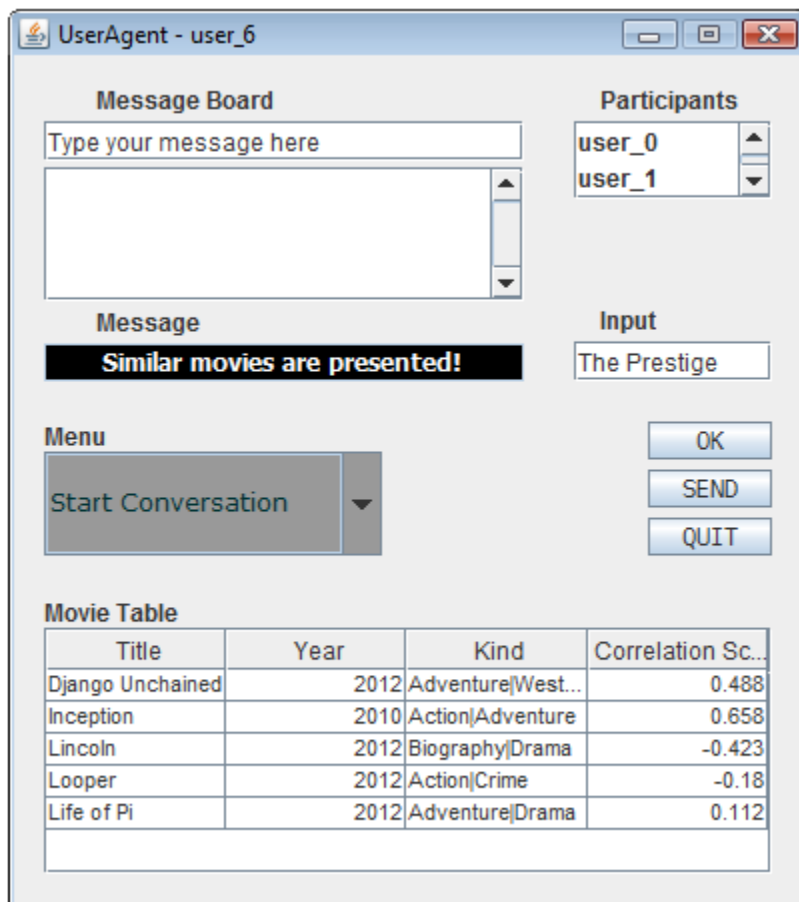 UserAgent - user_6
Message Board
Participants
Type your message here
user_0
user_1
Message
Input
Similar movies are presented!
The Prestige
Menu
OK
Start Conversation
SEND
QUIT
Movie Table
Title Year Kind Correlation Sc...
Django Unchained 2012 Adventure|West...  0.488
Inception 2010 Action|Adventure 0.658
Lincoln 2012 Biography|Drama -0.423
Looper 2012 Action|Crime -0.18
Life of Pi 2012 Adventure|Drama 0.112